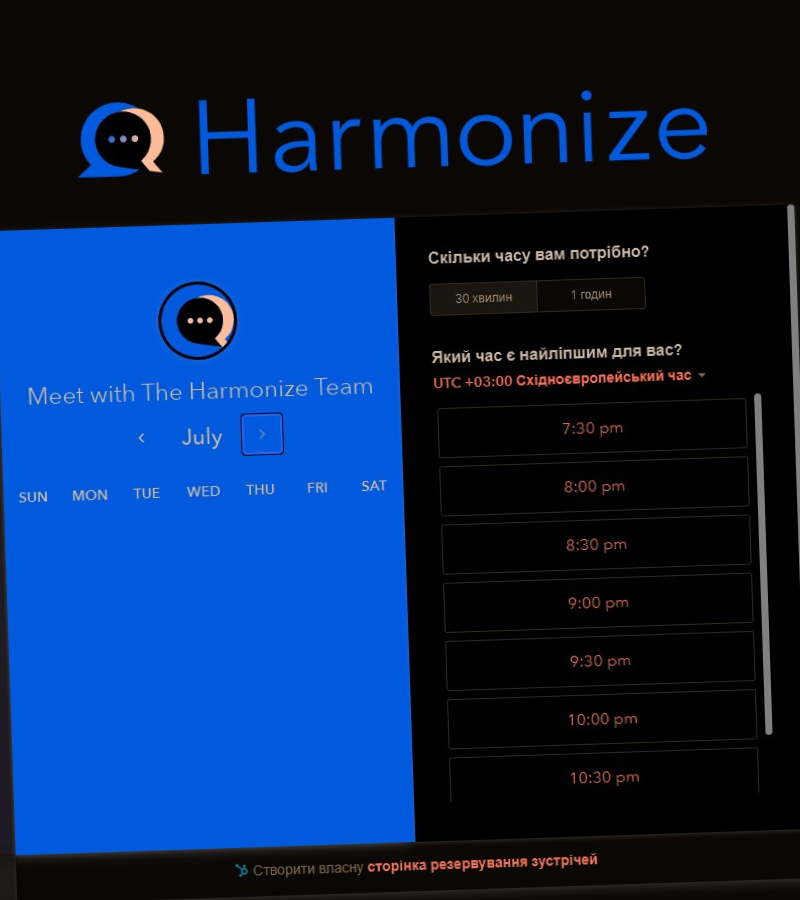 Harmonize
Meet with The Harmonize Team
July
SUN MON TUE WED THU FRI SAT
Скільки часу вам потрібно?
30 хвилин 1 годин
Який час є найліпшим для вас?
UTC +03:00 Східноєвропейський час
7:30 pm
8:00 pm
8:30 pm
9:00 pm
9:30 pm
10:00 pm
10:30 pm
Створити власну сторінка резервування зустрічей